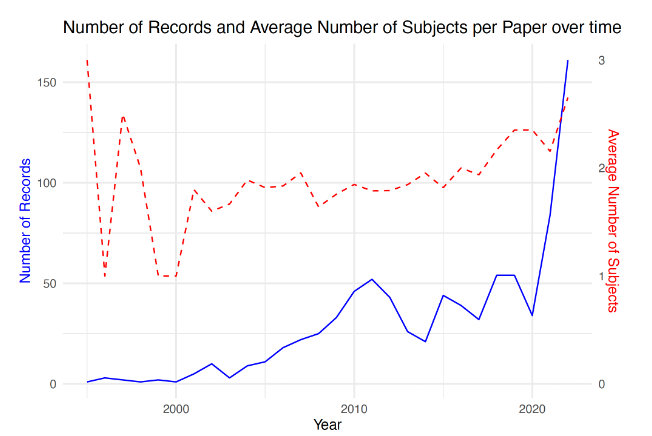 Number of Records and Average Number of Subjects per Paper over time
Number of Records
150
100
50
0
3
2
1
0
Average Number of Subjects
2000 2010 2020
Year